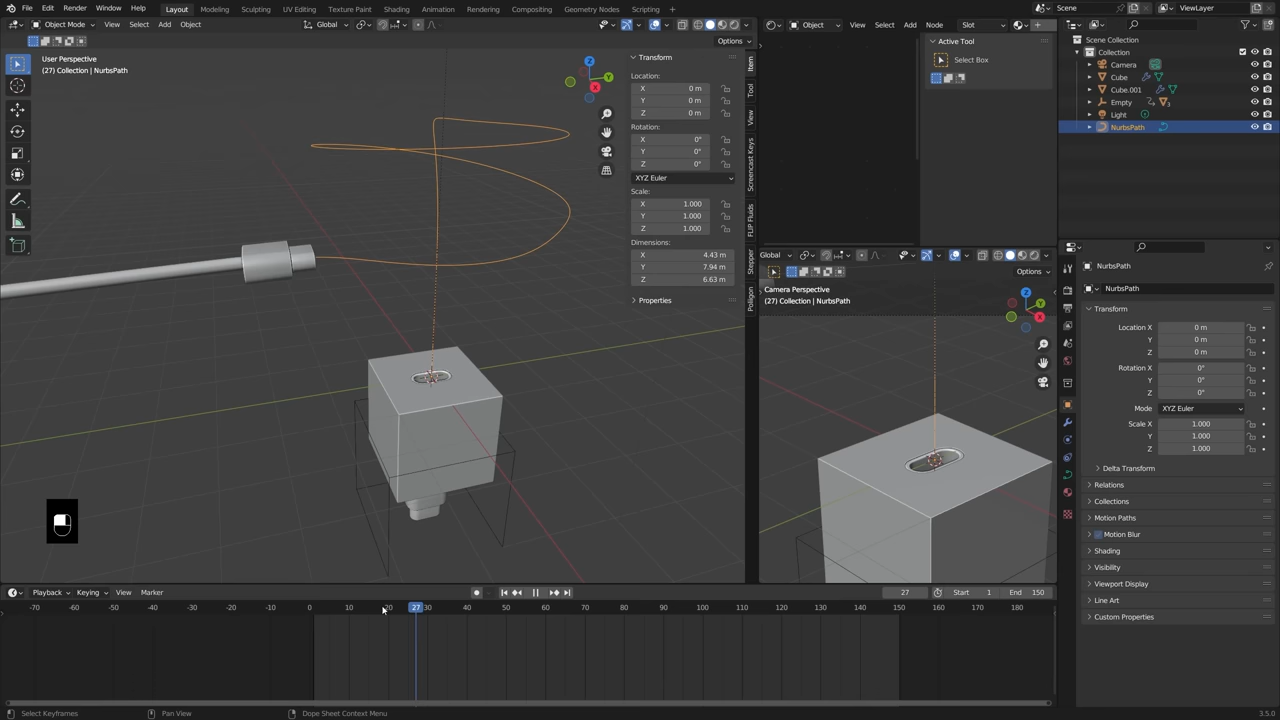 File Edit Render Window Help Layout Modeling Sculpting UV Editing Texture Paint Shading Animation Rendering Compositing Geometry Nodes Scripting Scene ViewLayer
Object Mode View Select Add Object Global Object View Select Add Node Slot
Options
User Perspective
(27) Collection | NurbsPath
Transform
Location:
X 0 m
Y 0 m
Z 0 m
Rotation:
X 0°
Y 0°
Z 0°
XYZ Euler
Scale:
X 1.000
Y 1.000
Z 1.000
Dimensions:
X 4.43 m
Y 7.94 m
Z 6.63 m
Properties
Item
Tool
View
Screencast Keys
FLIP Fluids
Stepper
Poliigon
Active Tool
Select Box
Global
Options
Camera Perspective
(27) Collection | NurbsPath
Scene Collection
Collection
Camera
Cube
Cube.001
Empty
Light
NurbsPath
NurbsPath
NurbsPath
Transform
Location X 0 m
Y 0 m
Z 0 m
Rotation X 0°
Y 0°
Z 0°
Mode XYZ Euler
Scale X 1.000
Y 1.000
Z 1.000
Delta Transform
Relations
Collections
Motion Paths
Motion Blur
Shading
Visibility
Viewport Display
Line Art
Custom Properties
Playback Keying View Marker 27 Start 1 End 150
-70 -60 -50 -40 -30 -20 -10 0 10 20 27 30 40 50 60 70 80 90 100 110 120 130 140 150 160 170 180
Select Keyframes Pan View Dope Sheet Context Menu 3.5.0